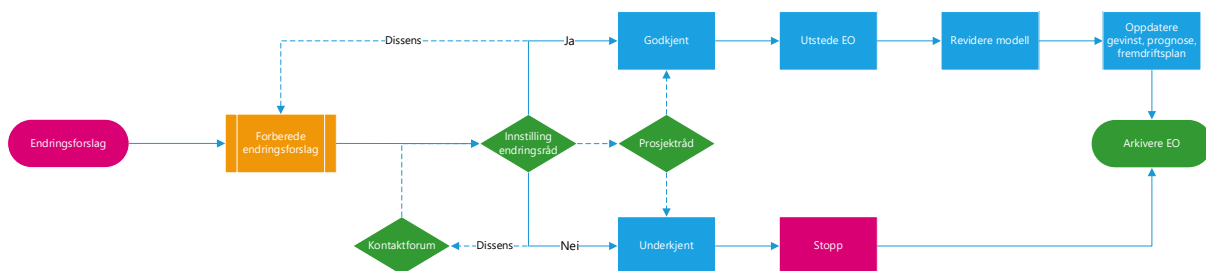 Dissens
Ja
Godkjent
Utstede EO
Revidere modell
Oppdatere
gevinst, prognose,
fremdriftsplan
Endringsforslag
Forberede
endringsforslag
Innstilling
endringsråd
Prosjektråd
Arkivere EO
Kontaktforum
Dissens
Nei
Underkjent
Stopp